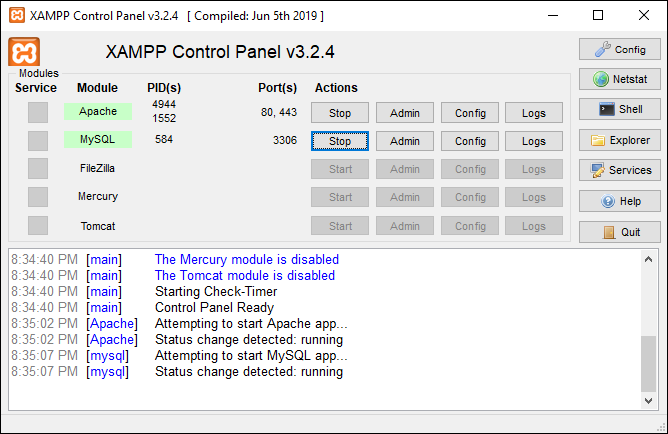 XAMPP Control Panel v3.2.4 [ Compiled: Jun 5th 2019 ]
XAMPP Control Panel v3.2.4
Config
Modules
Service Module PID(s) Port(s) Actions
Netstat
Apache 4944 1552 80, 443 Stop Admin Config Logs
Shell
MySQL 584 3306 Stop Admin Config Logs
Explorer
FileZilla Start Admin Config Logs
Services
Mercury Start Admin Config Logs
Help
Tomcat Start Admin Config Logs
Quit
8:34:40 PM [main] The Mercury module is disabled
8:34:40 PM [main] The Tomcat module is disabled
8:34:40 PM [main] Starting Check-Timer
8:34:40 PM [main] Control Panel Ready
8:35:02 PM [Apache] Attempting to start Apache app...
8:35:02 PM [Apache] Status change detected: running
8:35:07 PM [mysql] Attempting to start MySQL app...
8:35:07 PM [mysql] Status change detected: running